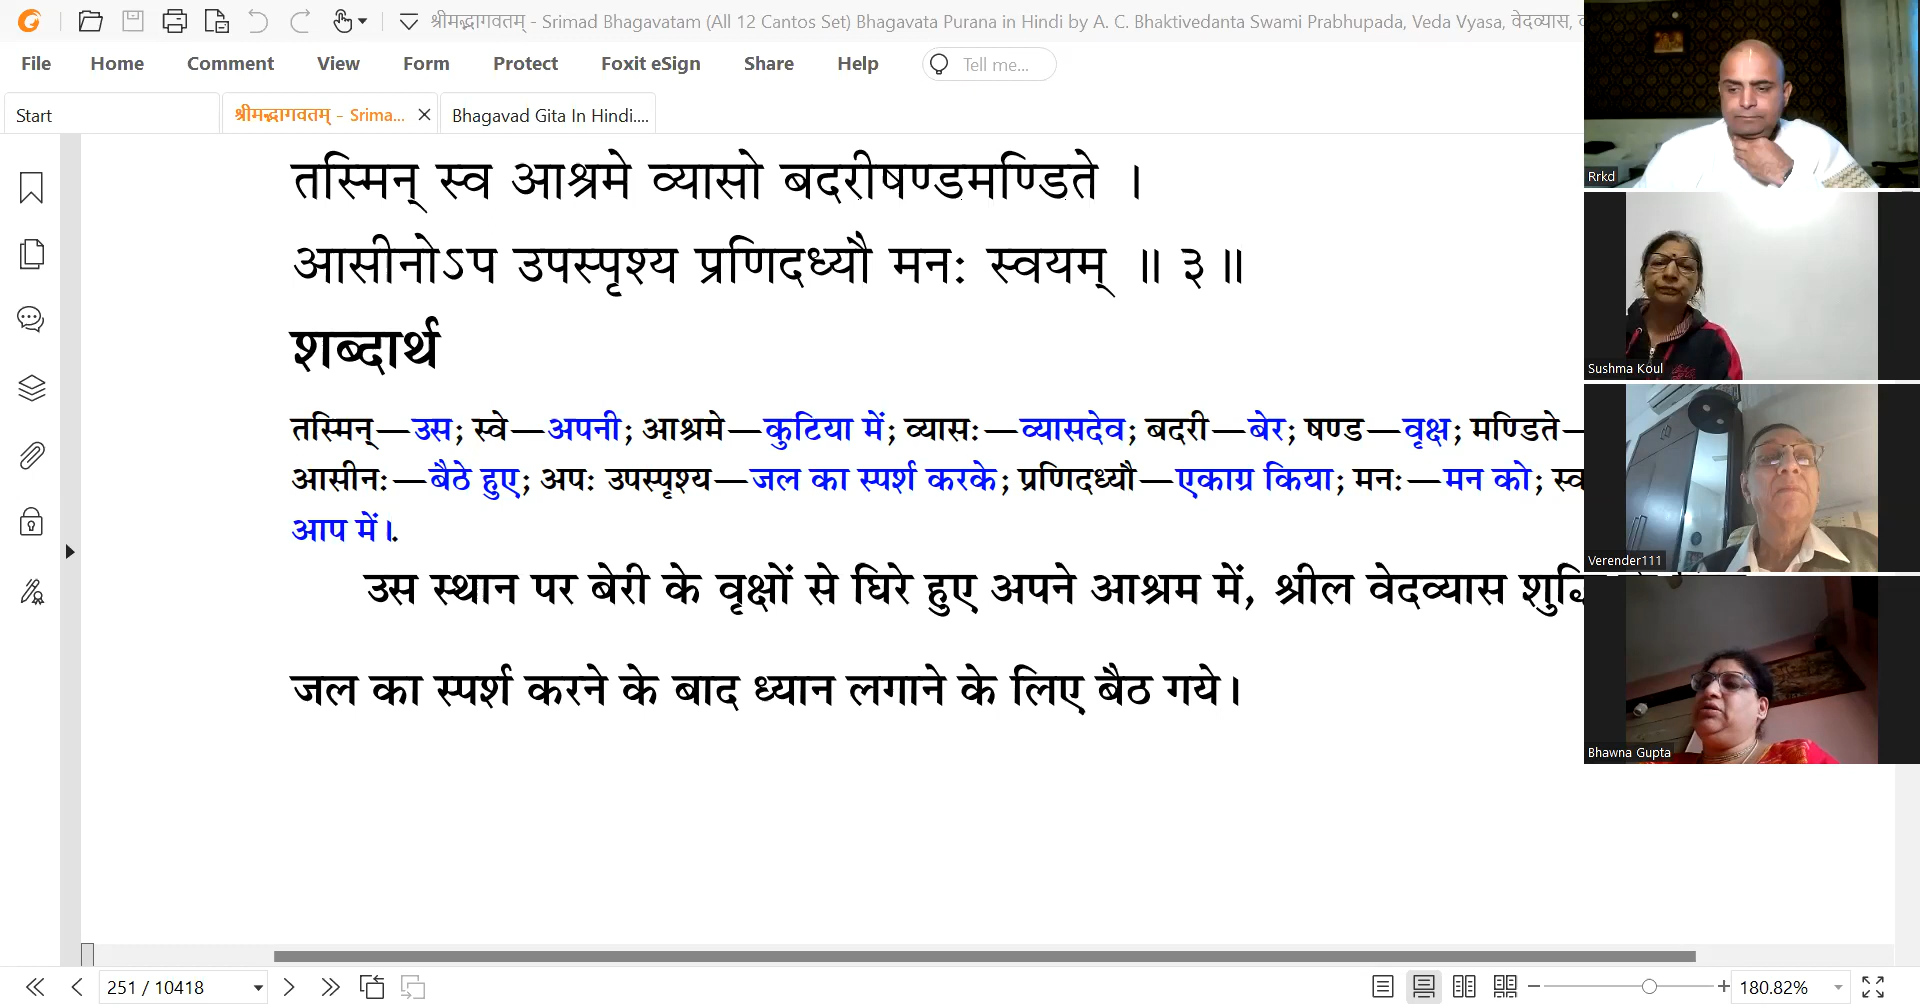 श्रीमद्भागवतम् - Srimad Bhagavatam (All 12 Cantos Set) Bhagavata Purana in Hindi by A. C. Bhaktivedanta Swami Prabhupada, Veda Vyasa, वेदव्यास,
File Home Comment View Form Protect Foxit eSign Share Help Tell me...
Start श्रीमद्भागवतम् - Srima... Bhagavad Gita In Hindi....
तस्मिन् स्व आश्रमे व्यासो बदरीषण्डमण्डिते ।
आसीनोऽप उपस्पृश्य प्रणिदध्यौ मनः स्वयम् ॥ ३ ॥
शब्दार्थ
तस्मिन्—उस; स्वे—अपनी; आश्रमे—कुटिया में; व्यासः—व्यासदेव; बदरी—बेर; षण्ड—वृक्ष; मण्डिते—
आसीनः—बैठे हुए; अपः उपस्पृश्य—जल का स्पर्श करके; प्रणिदध्यौ—एकाग्र किया; मनः—मन को; स्व
आप में।.
उस स्थान पर बेरी के वृक्षों से घिरे हुए अपने आश्रम में, श्रील वेदव्यास
जल का स्पर्श करने के बाद ध्यान लगाने के लिए बैठ गये।
Rrkd
Sushma Koul
Verender111
Bhawna Gupta
251 / 10418
180.82%